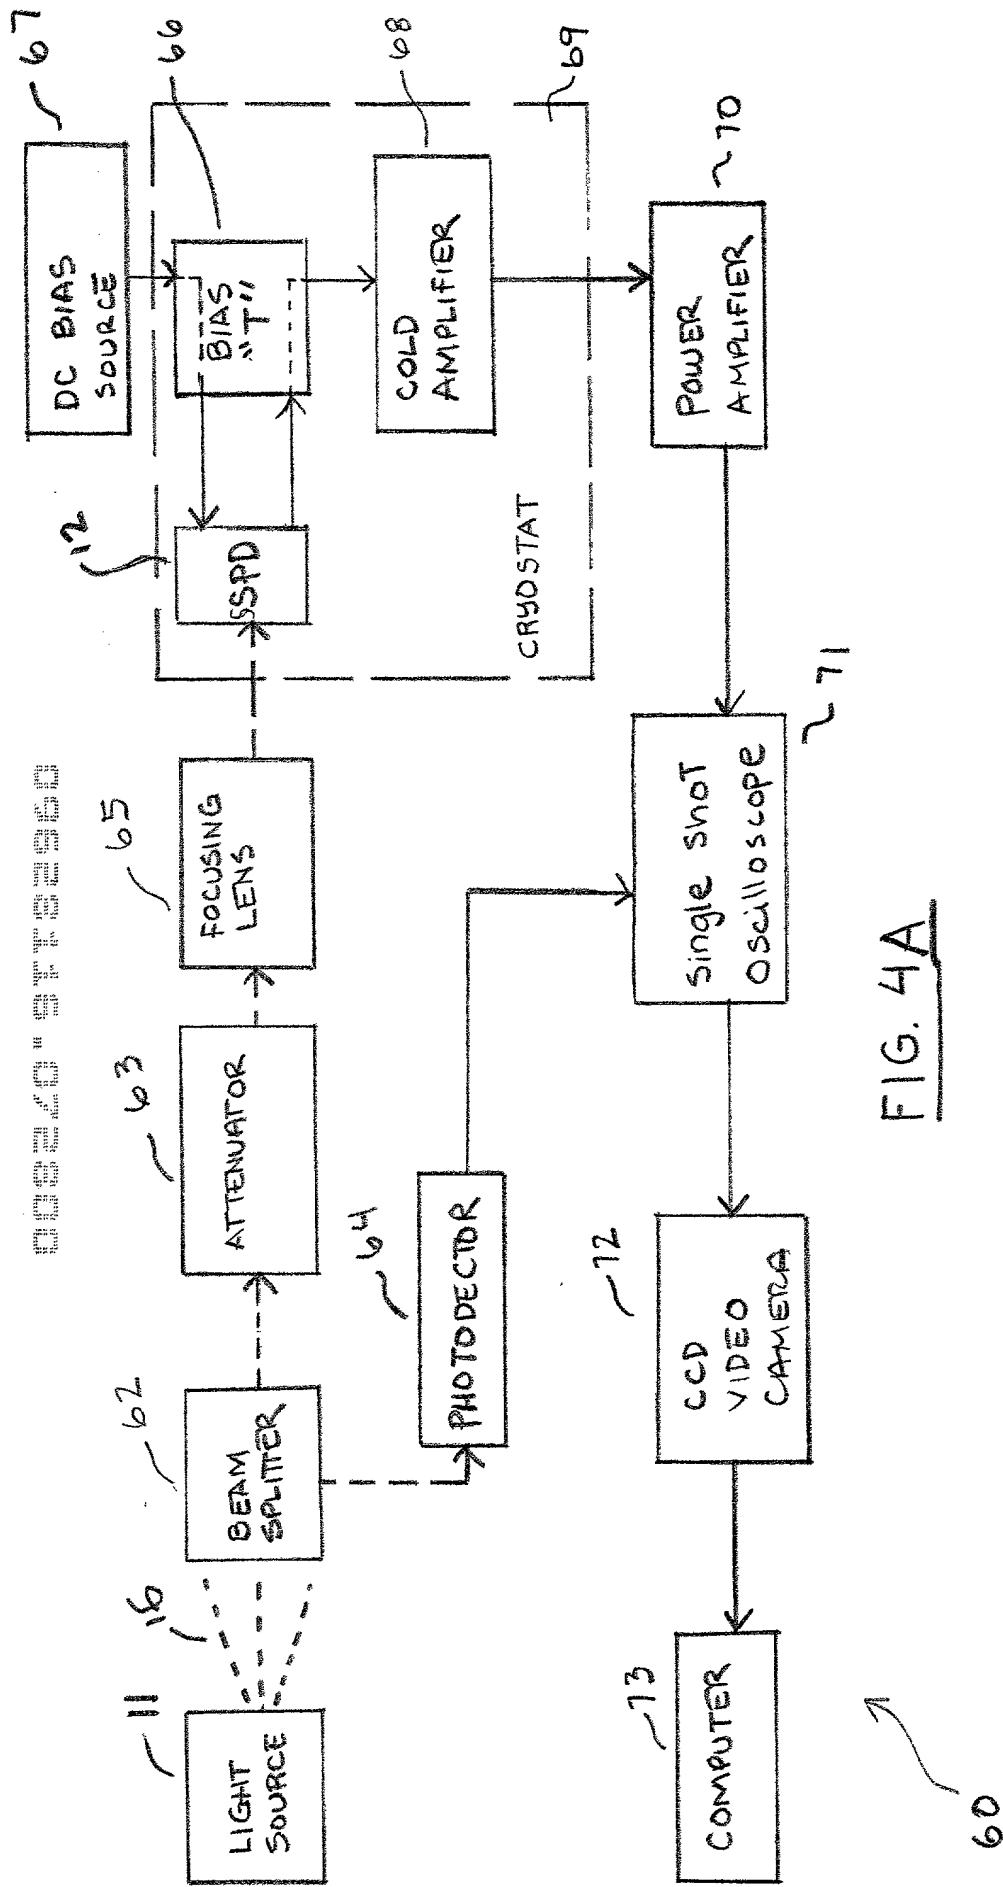 11
LIGHT
SOURCE
16
62
BEAM
SPLITTER
63
ATTENUATOR
65
FOCUSING
LENS
12
SSPD
66
BIAS
"T"
67
DC BIAS
SOURCE
68
COLD
AMPLIFIER
69
CRYOSTAT
64
PHOTODECTOR
70
POWER
AMPLIFIER
71
Single Shot
Oscilloscope
72
CCD
VIDEO
CAMERA
73
COMPUTER
60
FIG. 4A
09628116.072800